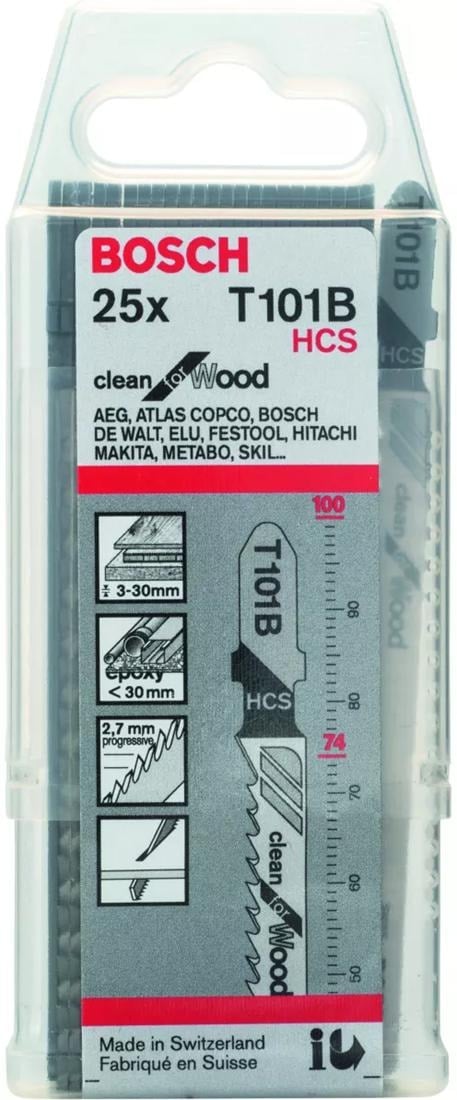 BOSCH
25x T101B
HCS
clean for Wood
AEG, ATLAS COPCO, BOSCH
DE WALT, ELU, FESTOOL, HITACHI
MAKITA, METABO, SKIL...
3-30mm
epoxy
< 30 mm
2,7 mm
progressive
T101B
HCS
clean for Wood
100
90
80
74
70
60
50
Made in Switzerland
Fabriqué en Suisse
T101B
HCS
clean for Wood